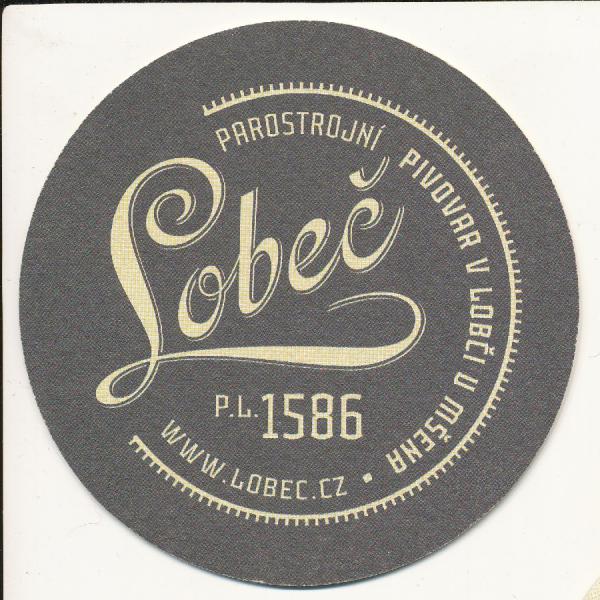 PAROSTROJNÍ PIVOVAR V LOBČI U MŠENA
Lobeč
P.L. 1586
WWW.LOBEC.CZ •